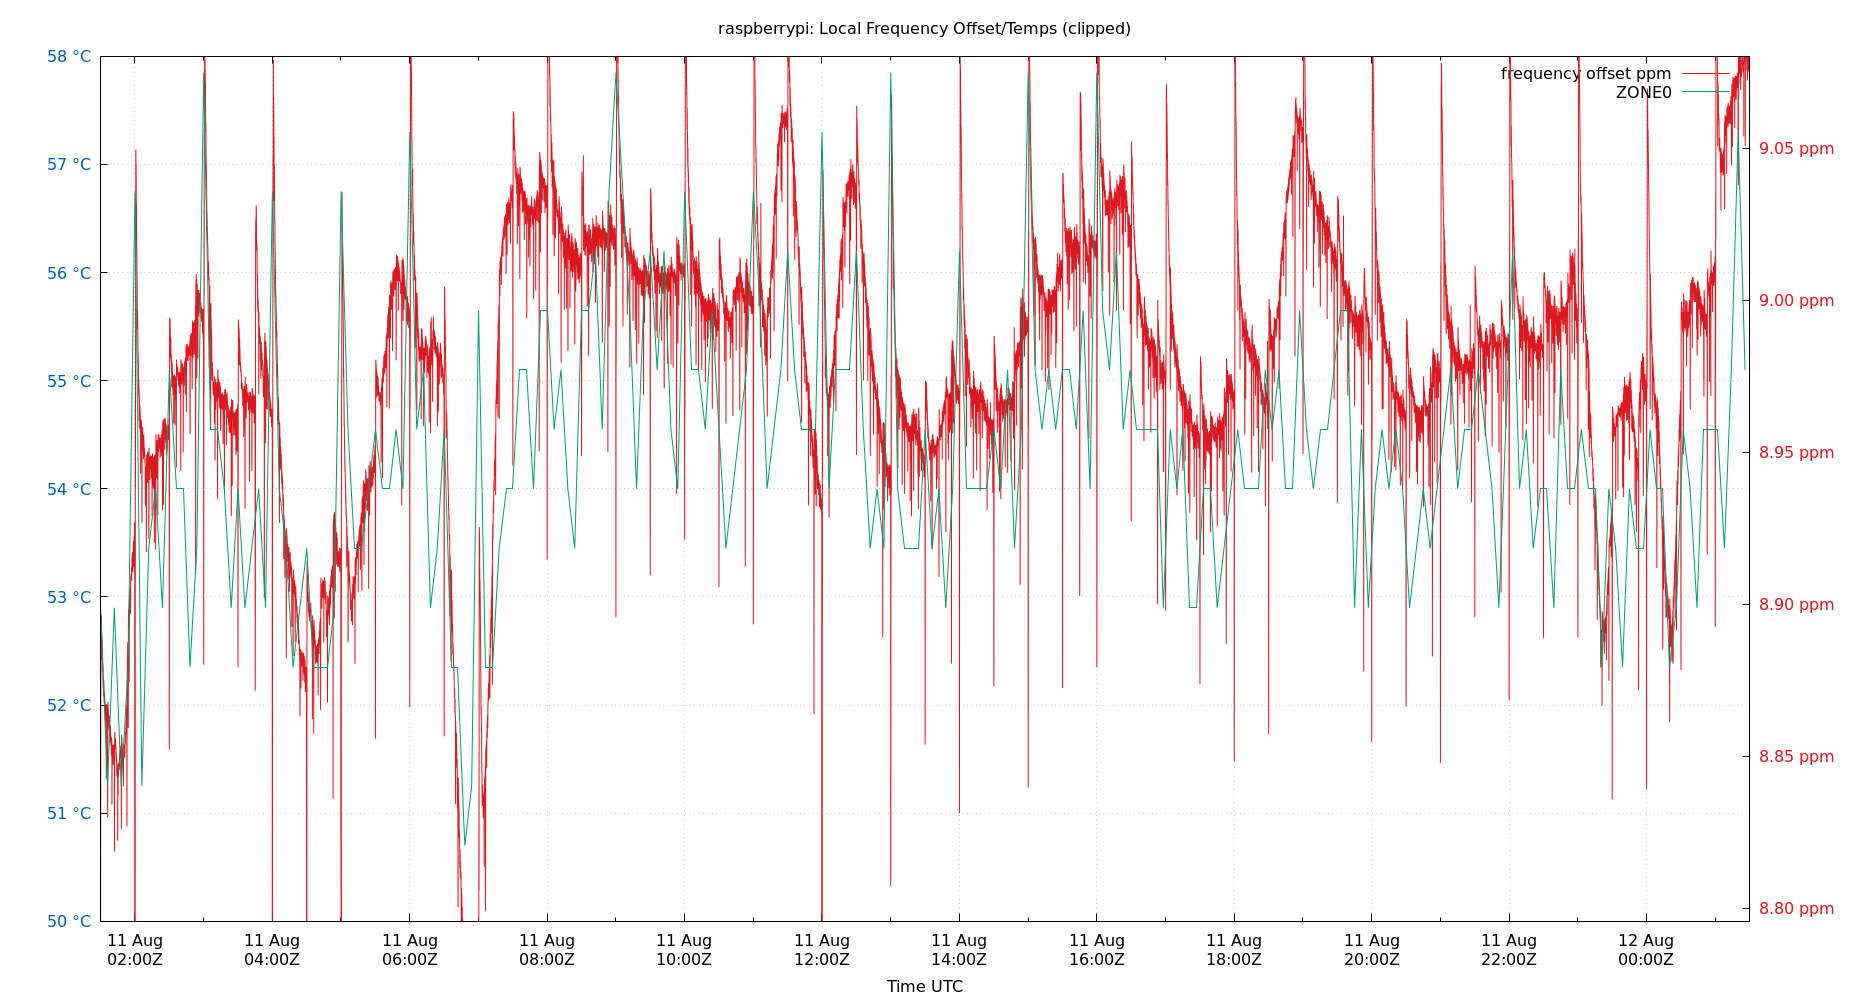 raspberrypi: Local Frequency Offset/Temps (clipped)
frequency offset ppm
ZONE0
58 °C
57 °C
56 °C
55 °C
54 °C
53 °C
52 °C
51 °C
50 °C
9.05 ppm
9.00 ppm
8.95 ppm
8.90 ppm
8.85 ppm
8.80 ppm
11 Aug 11 Aug 11 Aug 11 Aug 11 Aug 11 Aug 11 Aug 11 Aug 11 Aug 11 Aug 11 Aug 12 Aug
02:00Z 04:00Z 06:00Z 08:00Z 10:00Z 12:00Z 14:00Z 16:00Z 18:00Z 20:00Z 22:00Z 00:00Z
Time UTC